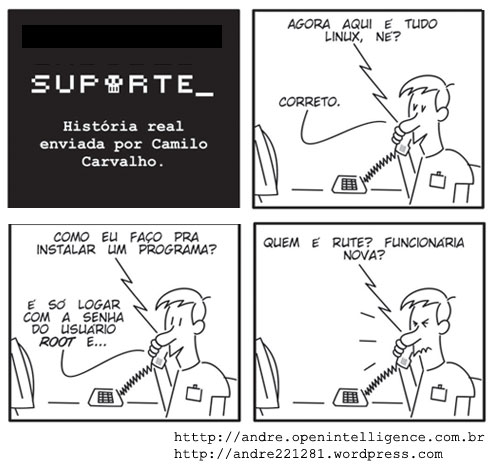 SUPORTE_
História real
enviada por Camilo
Carvalho.
AGORA AQUI É TUDO
LINUX, NÉ?
CORRETO.
COMO EU FAÇO PRA
INSTALAR UM PROGRAMA?
É SÓ LOGAR
COM A SENHA
DO USUÁRIO
ROOT E...
QUEM É RUTE? FUNCIONÁRIA
NOVA?
htttp://andre.openintelligence.com.br
http://andre221281.wordpress.com